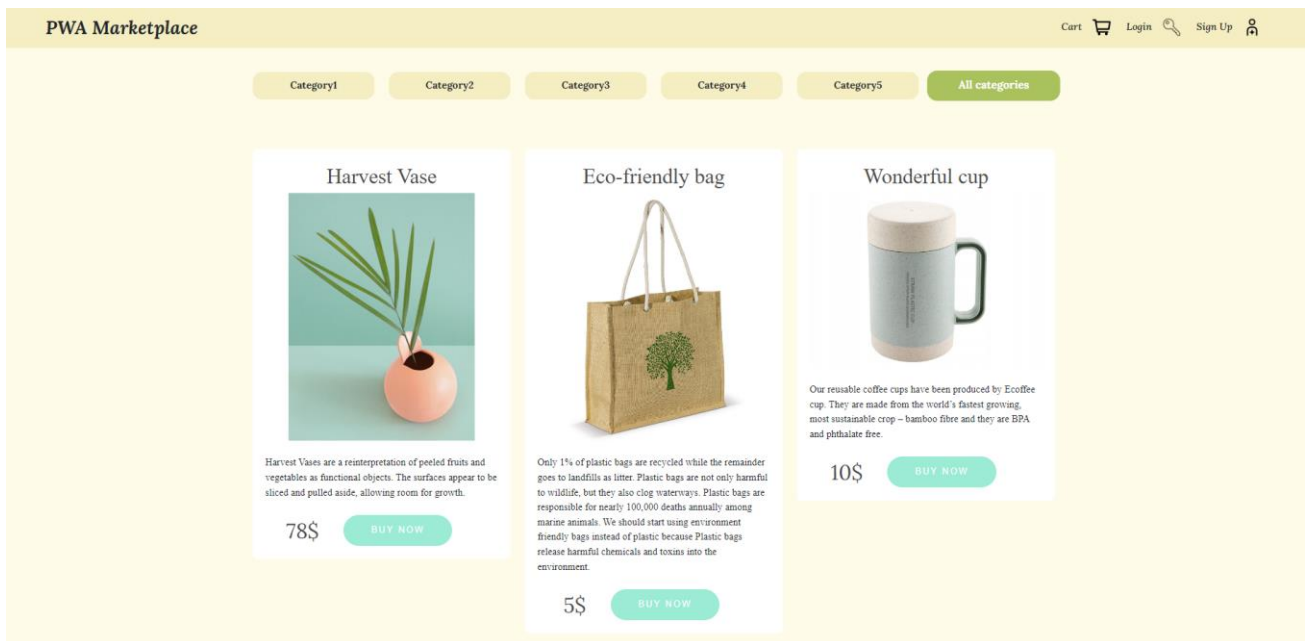 PWA Marketplace
Cart
Login
Sign Up
Category1
Category2
Category3
Category4
Category5
All categories
Harvest Vase
Harvest Vases are a reinterpretation of peeled fruits and
vegetables as functional objects. The surfaces appear to be
sliced and pulled aside, allowing room for growth.
78$
BUY NOW
Eco-friendly bag
Only 1% of plastic bags are recycled while the remainder
goes to landfills as litter. Plastic bags are not only harmful
to wildlife, but they also clog waterways. Plastic bags are
responsible for nearly 100,000 deaths annually among
marine animals. We should start using environment
friendly bags instead of plastic because Plastic bags
release harmful chemicals and toxins into the
environment.
5$
BUY NOW
Wonderful cup
Our reusable coffee cups have been produced by Ecoffee
cup. They are made from the world’s fastest growing,
most sustainable crop – bamboo fibre and they are BPA
and phthalate free.
10$
BUY NOW